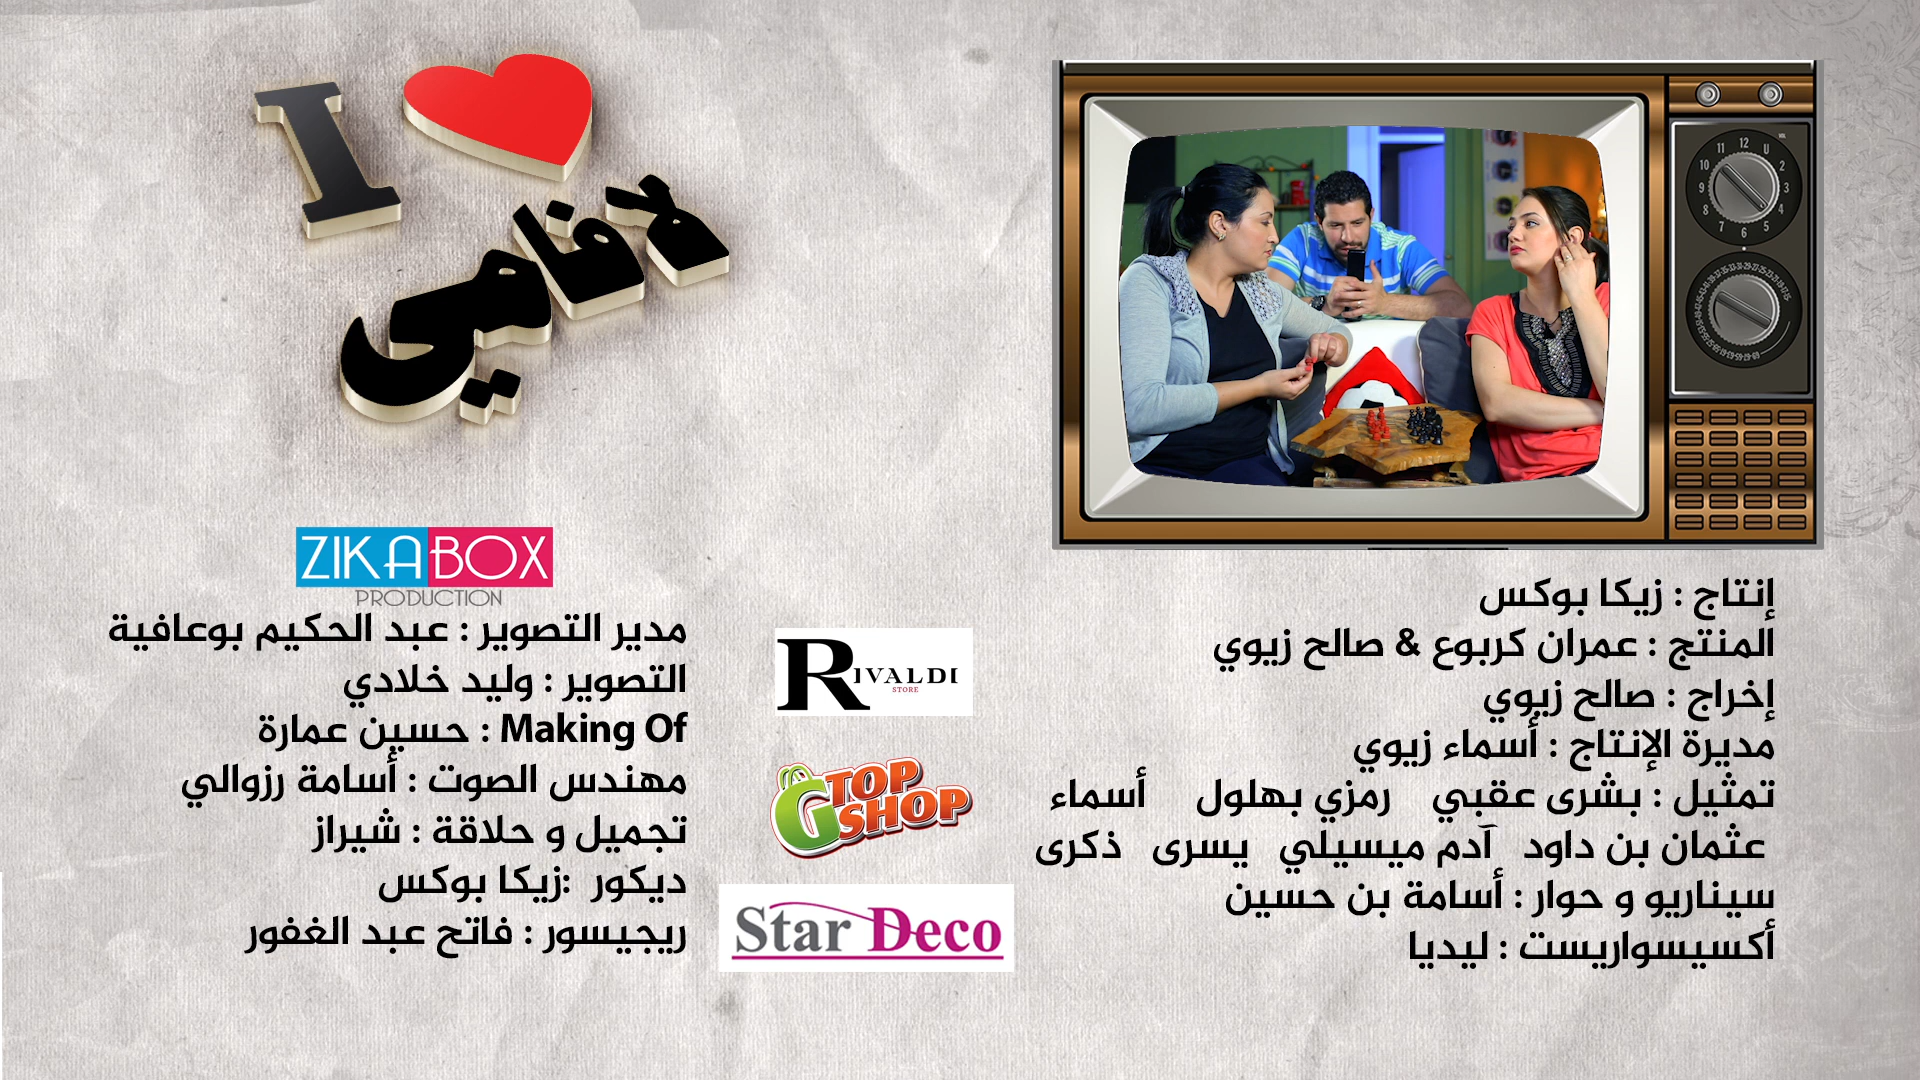 I
لافاميي
ZIKABOX
PRODUCTION
إنتاج : زيكا بوكس
المنتج : عمران كربوع & صالح زيوي
إخراج : صالح زيوي
مديرة الإنتاج : أسماء زيوي
تمثيل : بشرى عقبي رمزي بهلول أسماء
عثمان بن داود آدم ميسيلي يسرى ذكرى
سيناريو و حوار : أسامة بن حسين
أكسيسواريست : ليديا
RIVALDI
STORE
TOP
G SHOP
Star Deco
مدير التصوير : عبد الحكيم بوعافية
التصوير : وليد خلادي
Making Of : حسين عمارة
مهندس الصوت : أسامة رزوالي
تجميل و حلاقة : شيراز
ديكور :زيكا بوكس
ريجيسور : فاتح عبد الغفور